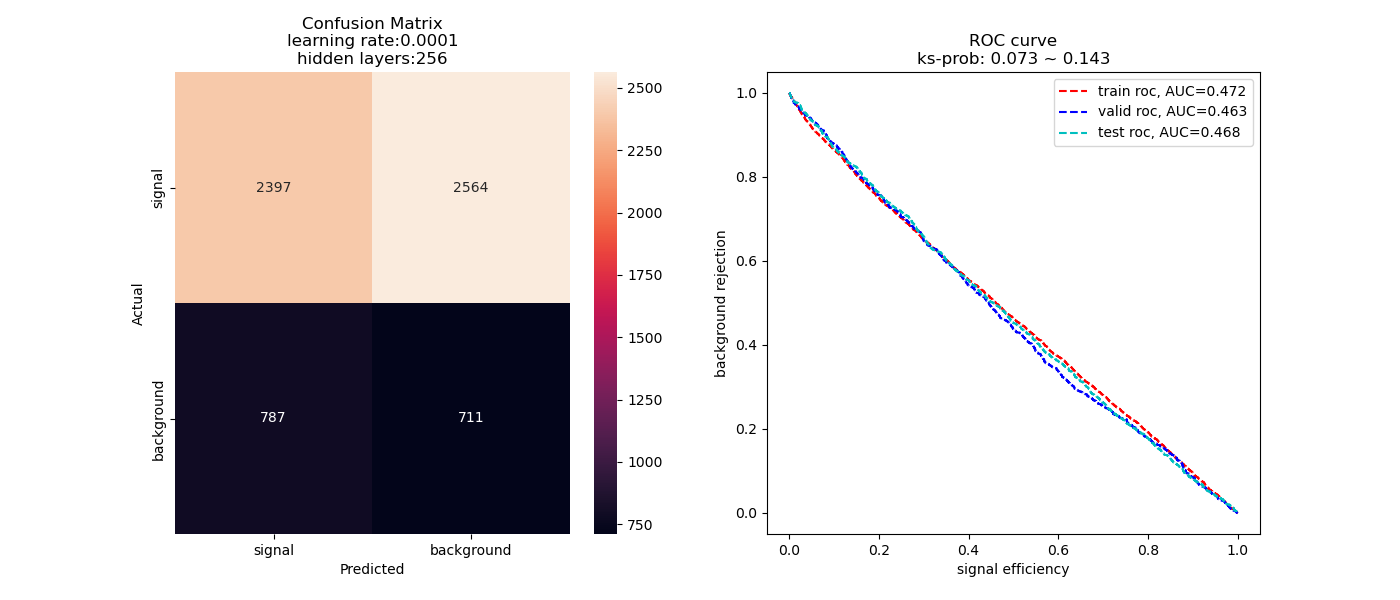 Confusion Matrix
learning rate:0.0001
hidden layers:256
signal
background
Actual
2397
2564
787
711
signal
background
Predicted
2500
2250
2000
1750
1500
1250
1000
750
ROC curve
ks-prob: 0.073 ~ 0.143
train roc, AUC=0.472
valid roc, AUC=0.463
test roc, AUC=0.468
background rejection
1.0
0.8
0.6
0.4
0.2
0.0
0.0
0.2
0.4
0.6
0.8
1.0
signal efficiency